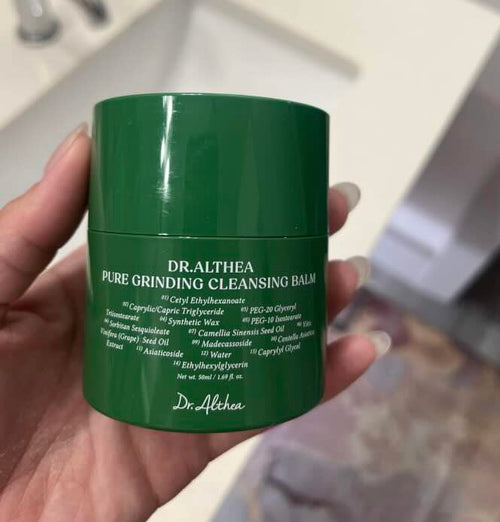 DR.ALTHEA
PURE GRINDING CLEANSING BALM
01) Cetyl Ethylhexanoate
02) Caprylic/Capric Triglyceride 03) PEG-20 Glyceryl
Triisostearate 04) Synthetic Wax 05) PEG-10 Isostearate
06) Sorbitan Sesquioleate 07) Camellia Sinensis Seed Oil
Vinifera (Grape) Seed Oil 09) Madecassoside 10) Centella Asiatica
Extract 11) Asiaticoside 12) Water 13) Caprylyl Glycol
14) Ethylhexylglycerin
Net wt. 50ml / 1.69 fl. oz.
Dr. Althea